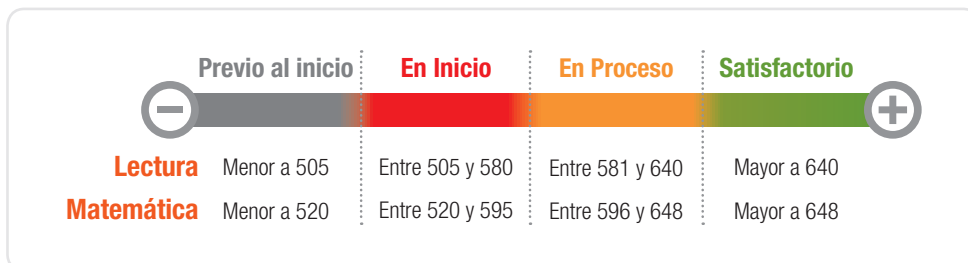 Previo al inicio En Inicio En Proceso Satisfactorio
Lectura Menor a 505 Entre 505 y 580 Entre 581 y 640 Mayor a 640
Matemática Menor a 520 Entre 520 y 595 Entre 596 y 648 Mayor a 648